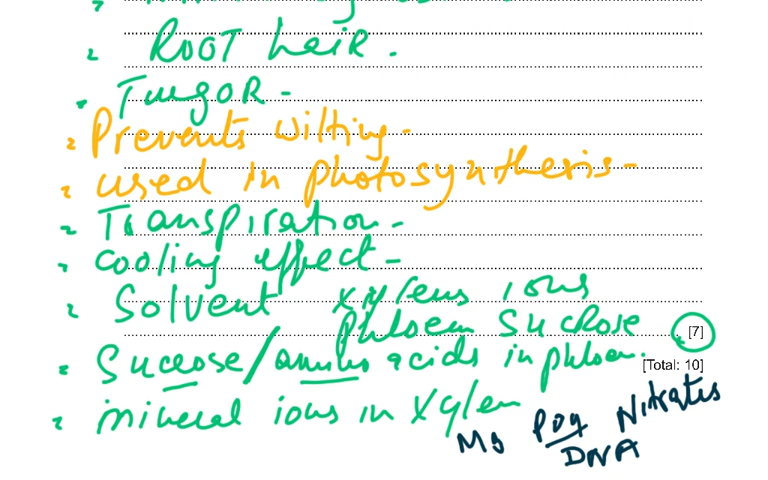 ROOT hair.
TurgOR -
Prevents wilting -
used in photosynthesis -
Transpiration -
cooling effect -
Solvent xylem ions
phloem Sucrose
[7]
Sucrose/amino acids in phloem.
[Total: 10]
mineral ions in Xylem
Mg Nitrates
DNA